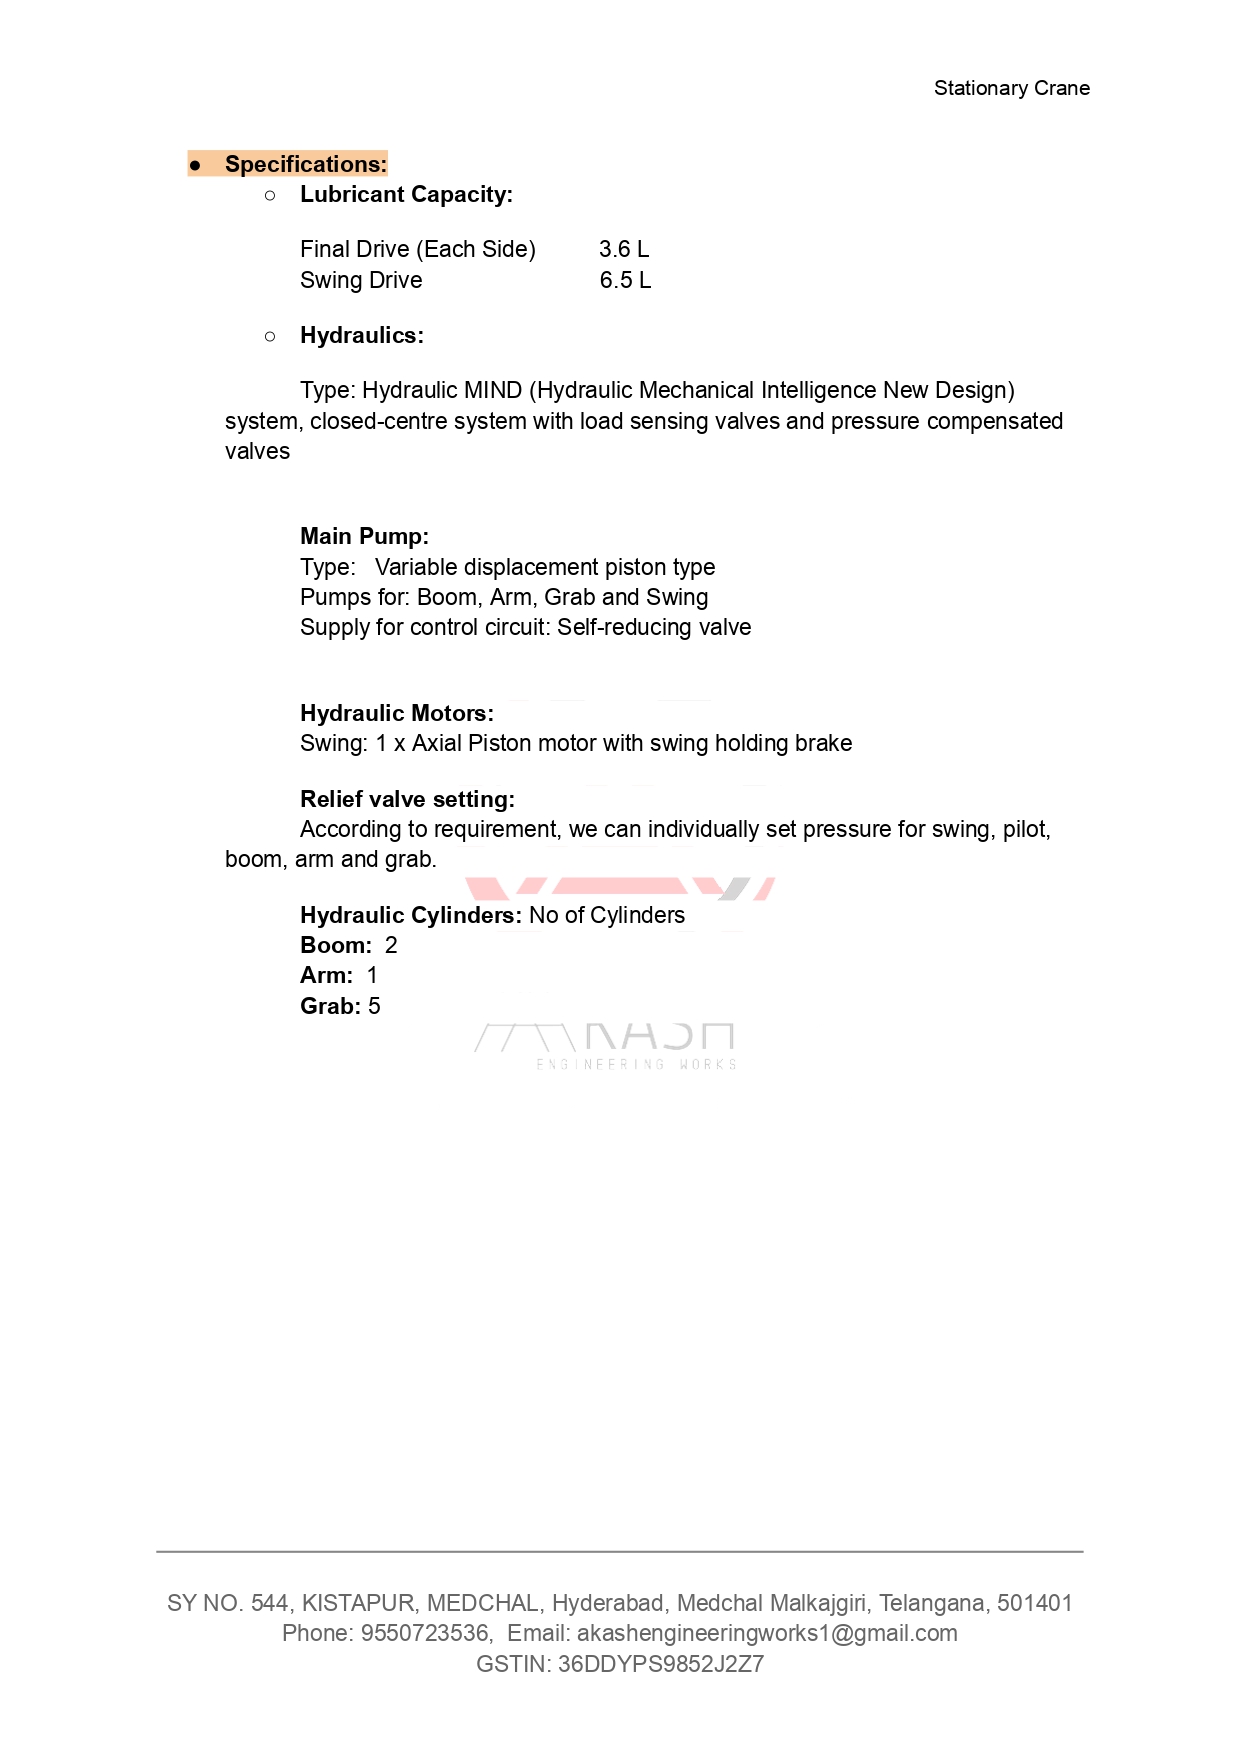 Stationary Crane
● Specifications:
○ Lubricant Capacity:
Final Drive (Each Side) 3.6 L
Swing Drive 6.5 L
○ Hydraulics:
Type: Hydraulic MIND (Hydraulic Mechanical Intelligence New Design)
system, closed-centre system with load sensing valves and pressure compensated
valves
Main Pump:
Type: Variable displacement piston type
Pumps for: Boom, Arm, Grab and Swing
Supply for control circuit: Self-reducing valve
Hydraulic Motors:
Swing: 1 x Axial Piston motor with swing holding brake
Relief valve setting:
According to requirement, we can individually set pressure for swing, pilot,
boom, arm and grab.
Hydraulic Cylinders: No of Cylinders
Boom: 2
Arm: 1
Grab: 5
ENGINEERING WORKS
SY NO. 544, KISTAPUR, MEDCHAL, Hyderabad, Medchal Malkajgiri, Telangana, 501401
Phone: 9550723536, Email: akashengineeringworks1@gmail.com
GSTIN: 36DDYPS9852J2Z7